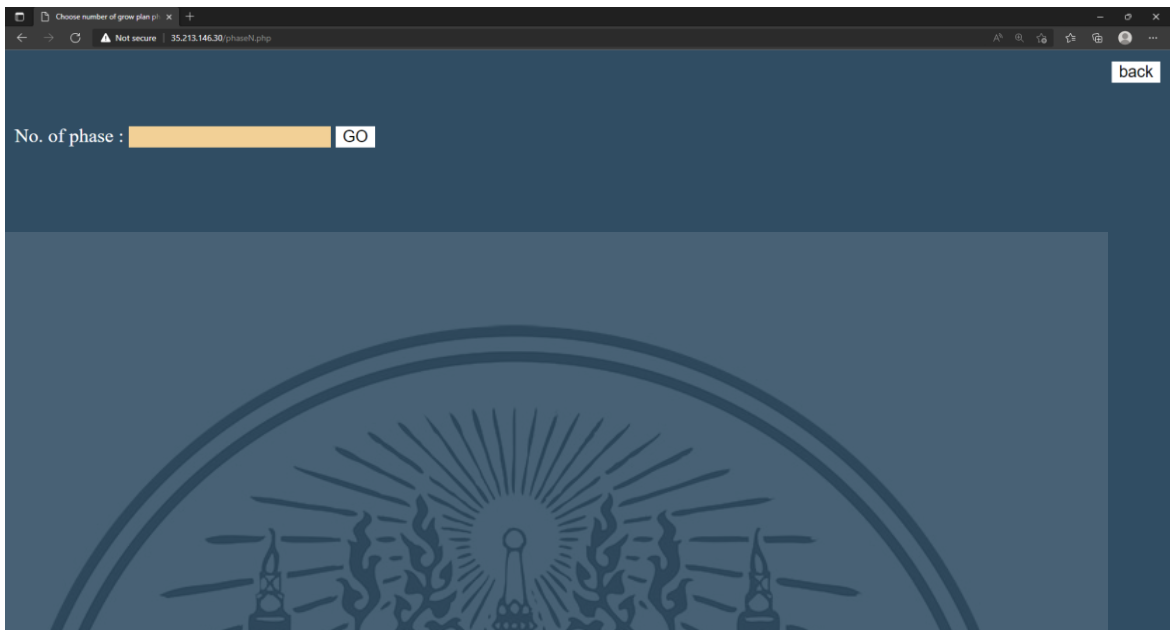 Choose number of grow plan ph
Not secure | 35.213.146.30/phaseN.php
back
No. of phase : GO